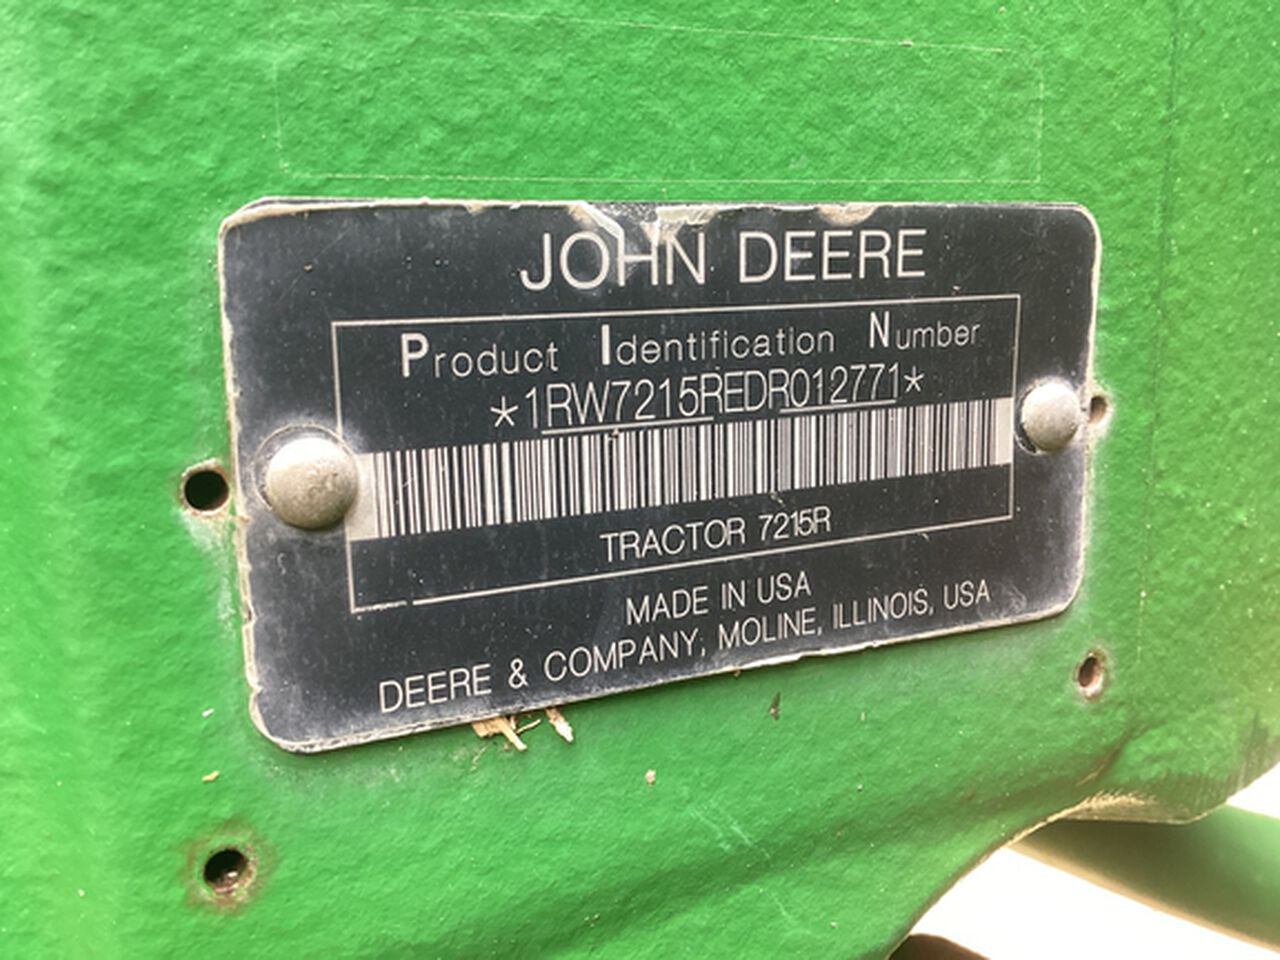 JOHN DEERE
Product Identification Number
*1RW7215REDR012771*
TRACTOR 7215R
MADE IN USA
DEERE & COMPANY, MOLINE, ILLINOIS, USA